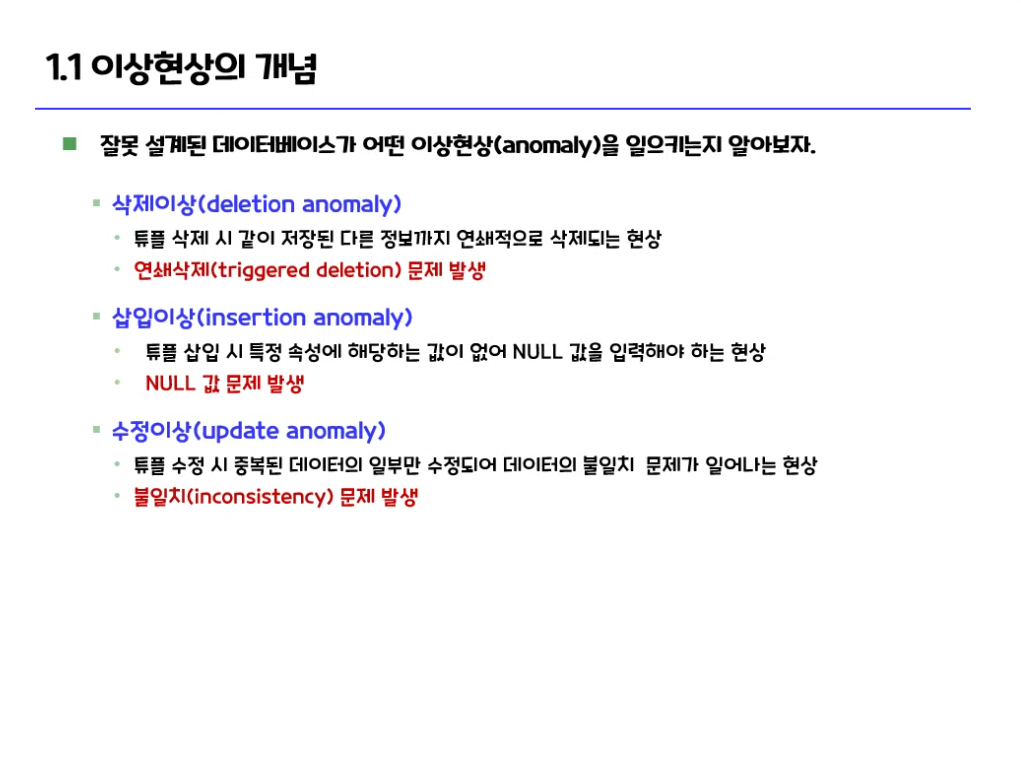 1.1 이상현상의 개념
잘못 설계된 데이터베이스가 어떤 이상현상(anomaly)을 일으키는지 알아보자.
삭제이상(deletion anomaly)
튜플 삭제 시 같이 저장된 다른 정보까지 연쇄적으로 삭제되는 현상
연쇄삭제(triggered deletion) 문제 발생
삽입이상(insertion anomaly)
튜플 삽입 시 특정 속성에 해당하는 값이 없어 NULL 값을 입력해야 하는 현상
NULL 값 문제 발생
수정이상(update anomaly)
튜플 수정 시 중복된 데이터의 일부만 수정되어 데이터의 불일치 문제가 일어나는 현상
불일치(inconsistency) 문제 발생